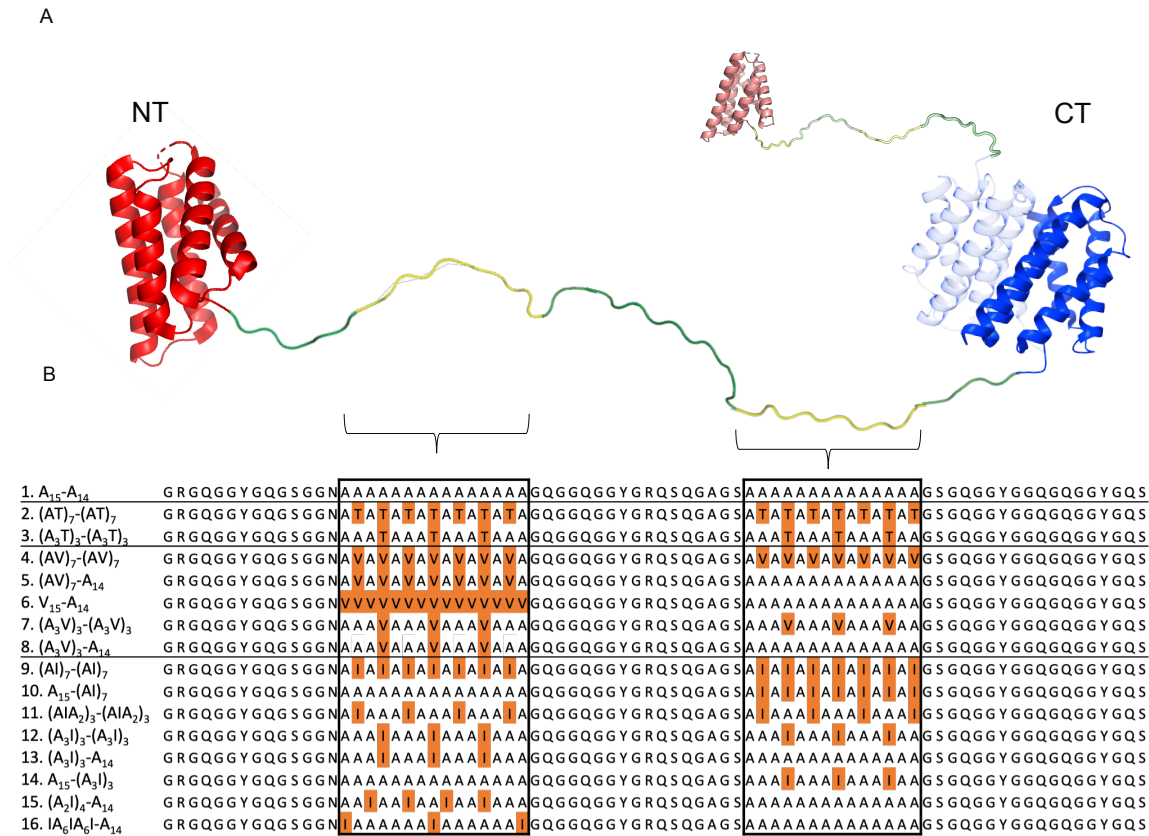 A
NT
CT
B
1. A₁₅-A₁₄ GRGQGGYGQGSGGNAAAAAAAAAAAAAAAGQGGQGGYGRQSQGAGSAAAAAAAAAAAAAAGSGQGGYGGQGQGGYGQS
2. (AT)₇-(AT)₇ GRGQGGYGQGSGGNATATATATATATATAGQGGQGGYGRQSQGAGSATATATATATATATGSGQGGYGGQGQGGYGQS
3. (A₃T)₃-(A₃T)₃ GRGQGGYGQGSGGNAAATAAATAAATAAAGQGGQGGYGRQSQGAGSAAATAAATAAATAAGSGQGGYGGQGQGGYGQS
4. (AV)₇-(AV)₇ GRGQGGYGQGSGGNAVAVAVAVAVAVAVAGQGGQGGYGRQSQGAGSAVAVAVAVAVAVAVGSGQGGYGGQGQGGYGQS
5. (AV)₇-A₁₄ GRGQGGYGQGSGGNAVAVAVAVAVAVAVAGQGGQGGYGRQSQGAGSAAAAAAAAAAAAAAGSGQGGYGGQGQGGYGQS
6. V₁₅-A₁₄ GRGQGGYGQGSGGNVVVVVVVVVVVVVVVGQGGQGGYGRQSQGAGSAAAAAAAAAAAAAAGSGQGGYGGQGQGGYGQS
7. (A₃V)₃-(A₃V)₃ GRGQGGYGQGSGGNAAAVAAAVAAAVAAAGQGGQGGYGRQSQGAGSAAAVAAAVAAAVAAGSGQGGYGGQGQGGYGQS
8. (A₃V)₃-A₁₄ GRGQGGYGQGSGGNAAAVAAAVAAAVAAAGQGGQGGYGRQSQGAGSAAAAAAAAAAAAAAGSGQGGYGGQGQGGYGQS
9. (AI)₇-(AI)₇ GRGQGGYGQGSGGNAIAIAIAIAIAIAIAGQGGQGGYGRQSQGAGSAIAIAIAIAIAIAIGSGQGGYGGQGQGGYGQS
10. A₁₅-(AI)₇ GRGQGGYGQGSGGNAAAAAAAAAAAAAAAGQGGQGGYGRQSQGAGSAIAIAIAIAIAIAIGSGQGGYGGQGQGGYGQS
11. (AIA₂)₃-(AIA₂)₃ GRGQGGYGQGSGGNAIAAAIAAAIAAAIAGQGGQGGYGRQSQGAGSAIAAAIAAAIAAAIGSGQGGYGGQGQGGYGQS
12. (A₃I)₃-(A₃I)₃ GRGQGGYGQGSGGNAAAIAAAIAAAIAAAGQGGQGGYGRQSQGAGSAAAIAAAIAAAIAAGSGQGGYGGQGQGGYGQS
13. (A₃I)₃-A₁₄ GRGQGGYGQGSGGNAAAIAAAIAAAIAAAGQGGQGGYGRQSQGAGSAAAAAAAAAAAAAAGSGQGGYGGQGQGGYGQS
14. A₁₅-(A₃I)₃ GRGQGGYGQGSGGNAAAAAAAAAAAAAAAGQGGQGGYGRQSQGAGSAAAIAAAIAAAIAAGSGQGGYGGQGQGGYGQS
15. (A₂I)₄-A₁₄ GRGQGGYGQGSGGNAAIAAIAAIAAIAAAGQGGQGGYGRQSQGAGSAAAAAAAAAAAAAAGSGQGGYGGQGQGGYGQS
16. IA₆IA₆I-A₁₄ GRGQGGYGQGSGGNIAAAAAAIAAAAAAIGQGGQGGYGRQSQGAGSAAAAAAAAAAAAAAGSGQGGYGGQGQGGYGQS